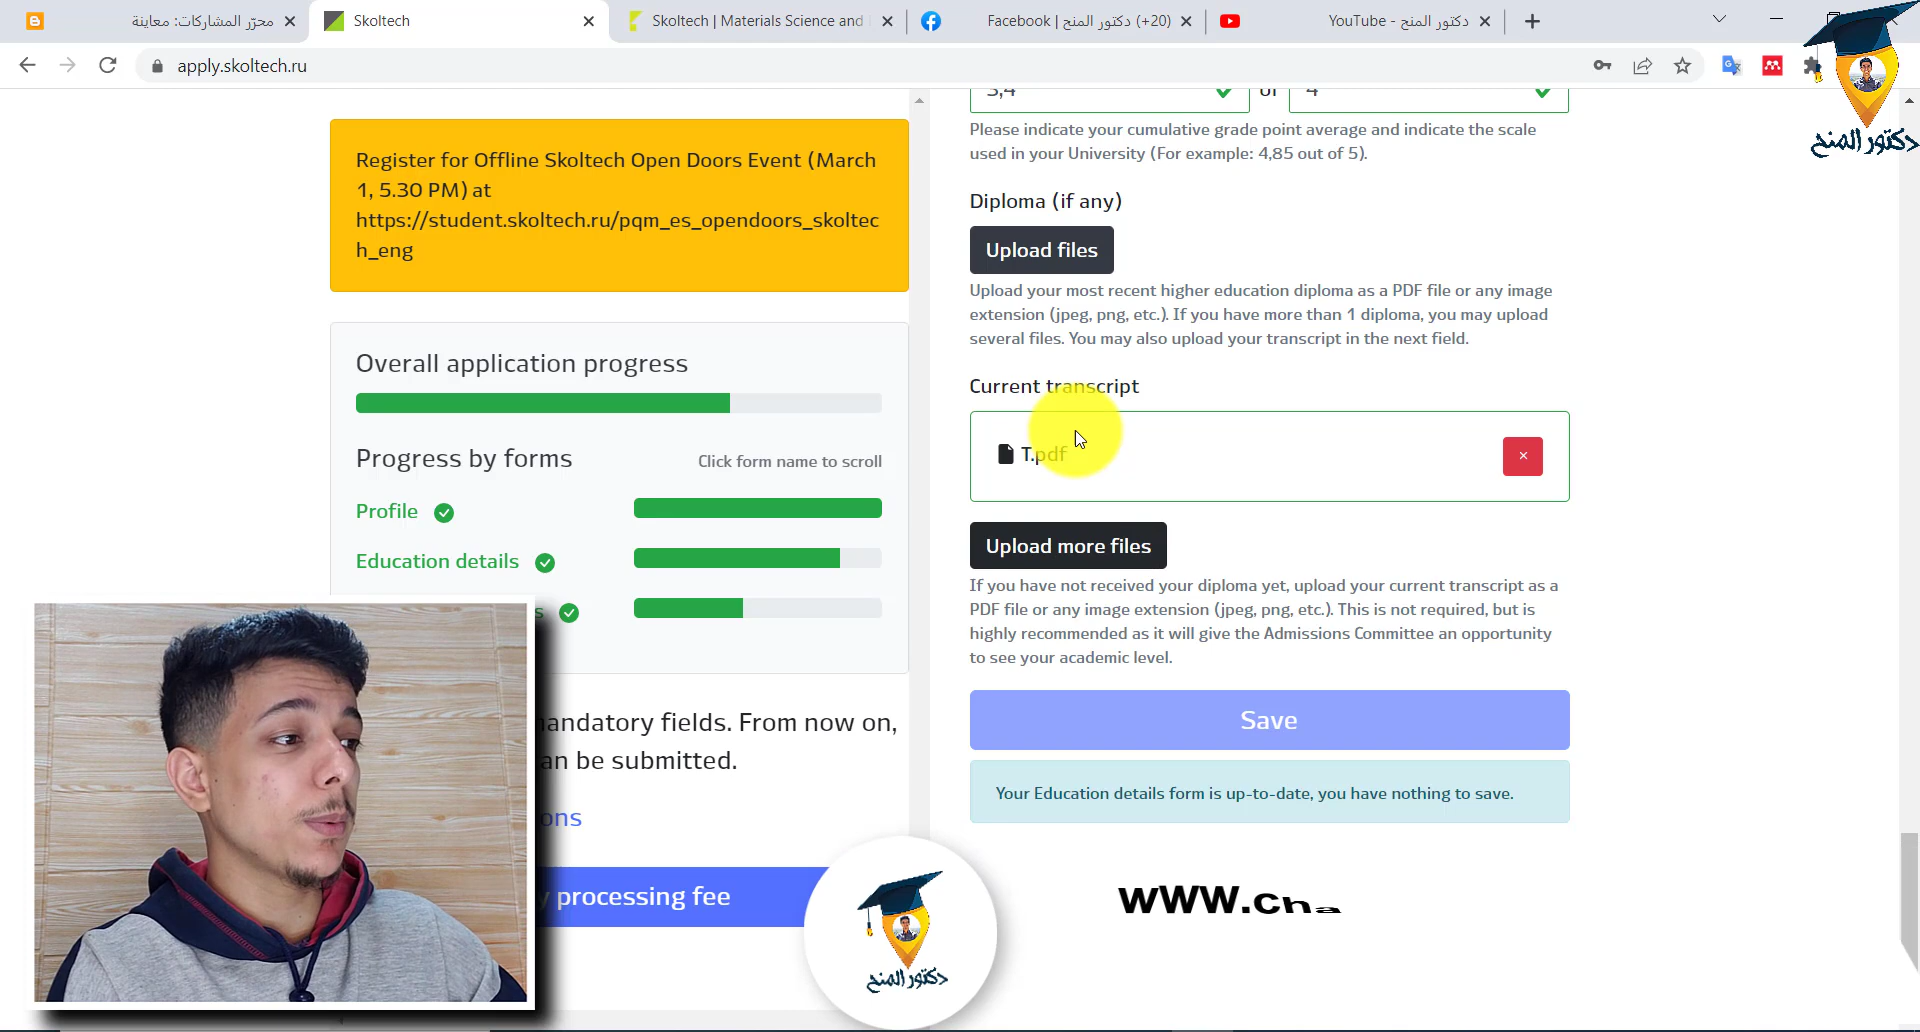 محرّر المشاركات: معاينة
Skoltech
Skoltech | Materials Science and
Facebook | دكتور المنح (+20)
YouTube - دكتور المنح
apply.skoltech.ru
دكتور المنح
Register for Offline Skoltech Open Doors Event (March
1, 5.30 PM) at
https://student.skoltech.ru/pqm_es_opendoors_skoltec
h_eng
Overall application progress
Progress by forms
Click form name to scroll
Profile
Education details
s
andatory fields. From now on,
an be submitted.
ons
y processing fee
3,4
of
4
Please indicate your cumulative grade point average and indicate the scale
used in your University (For example: 4,85 out of 5).
Diploma (if any)
Upload files
Upload your most recent higher education diploma as a PDF file or any image
extension (jpeg, png, etc.). If you have more than 1 diploma, you may upload
several files. You may also upload your transcript in the next field.
Current transcript
T.pdf
Upload more files
If you have not received your diploma yet, upload your current transcript as a
PDF file or any image extension (jpeg, png, etc.). This is not required, but is
highly recommended as it will give the Admissions Committee an opportunity
to see your academic level.
Save
Your Education details form is up-to-date, you have nothing to save.
دكتور المنح
WWW.cha